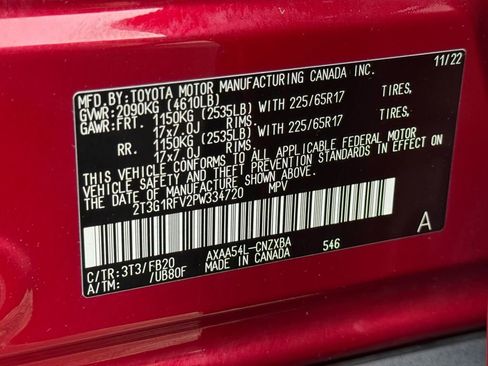 MFD.BY:TOYOTA MOTOR MANUFACTURING CANADA INC. 11/22
GVWR:2090KG (4610LB)
GAWR:FRT. 1150KG (2535LB) WITH 225/65R17 TIRES,
17x7.0J RIMS,
RR. 1150KG (2535LB) WITH 225/65R17 TIRES,
17x7.0J RIMS,
THIS VEHICLE CONFORMS TO ALL APPLICABLE FEDERAL MOTOR
VEHICLE SAFETY AND THEFT PREVENTION STANDARDS IN EFFECT ON
THE DATE OF MANUFACTURE SHOWN ABOVE.
2T3G1RFV2PW334720 MPV
A
C/TR:3T3/FB20 AXAA54L-CNZXBA 546
A/TM: /UB80F MADE IN CANADA